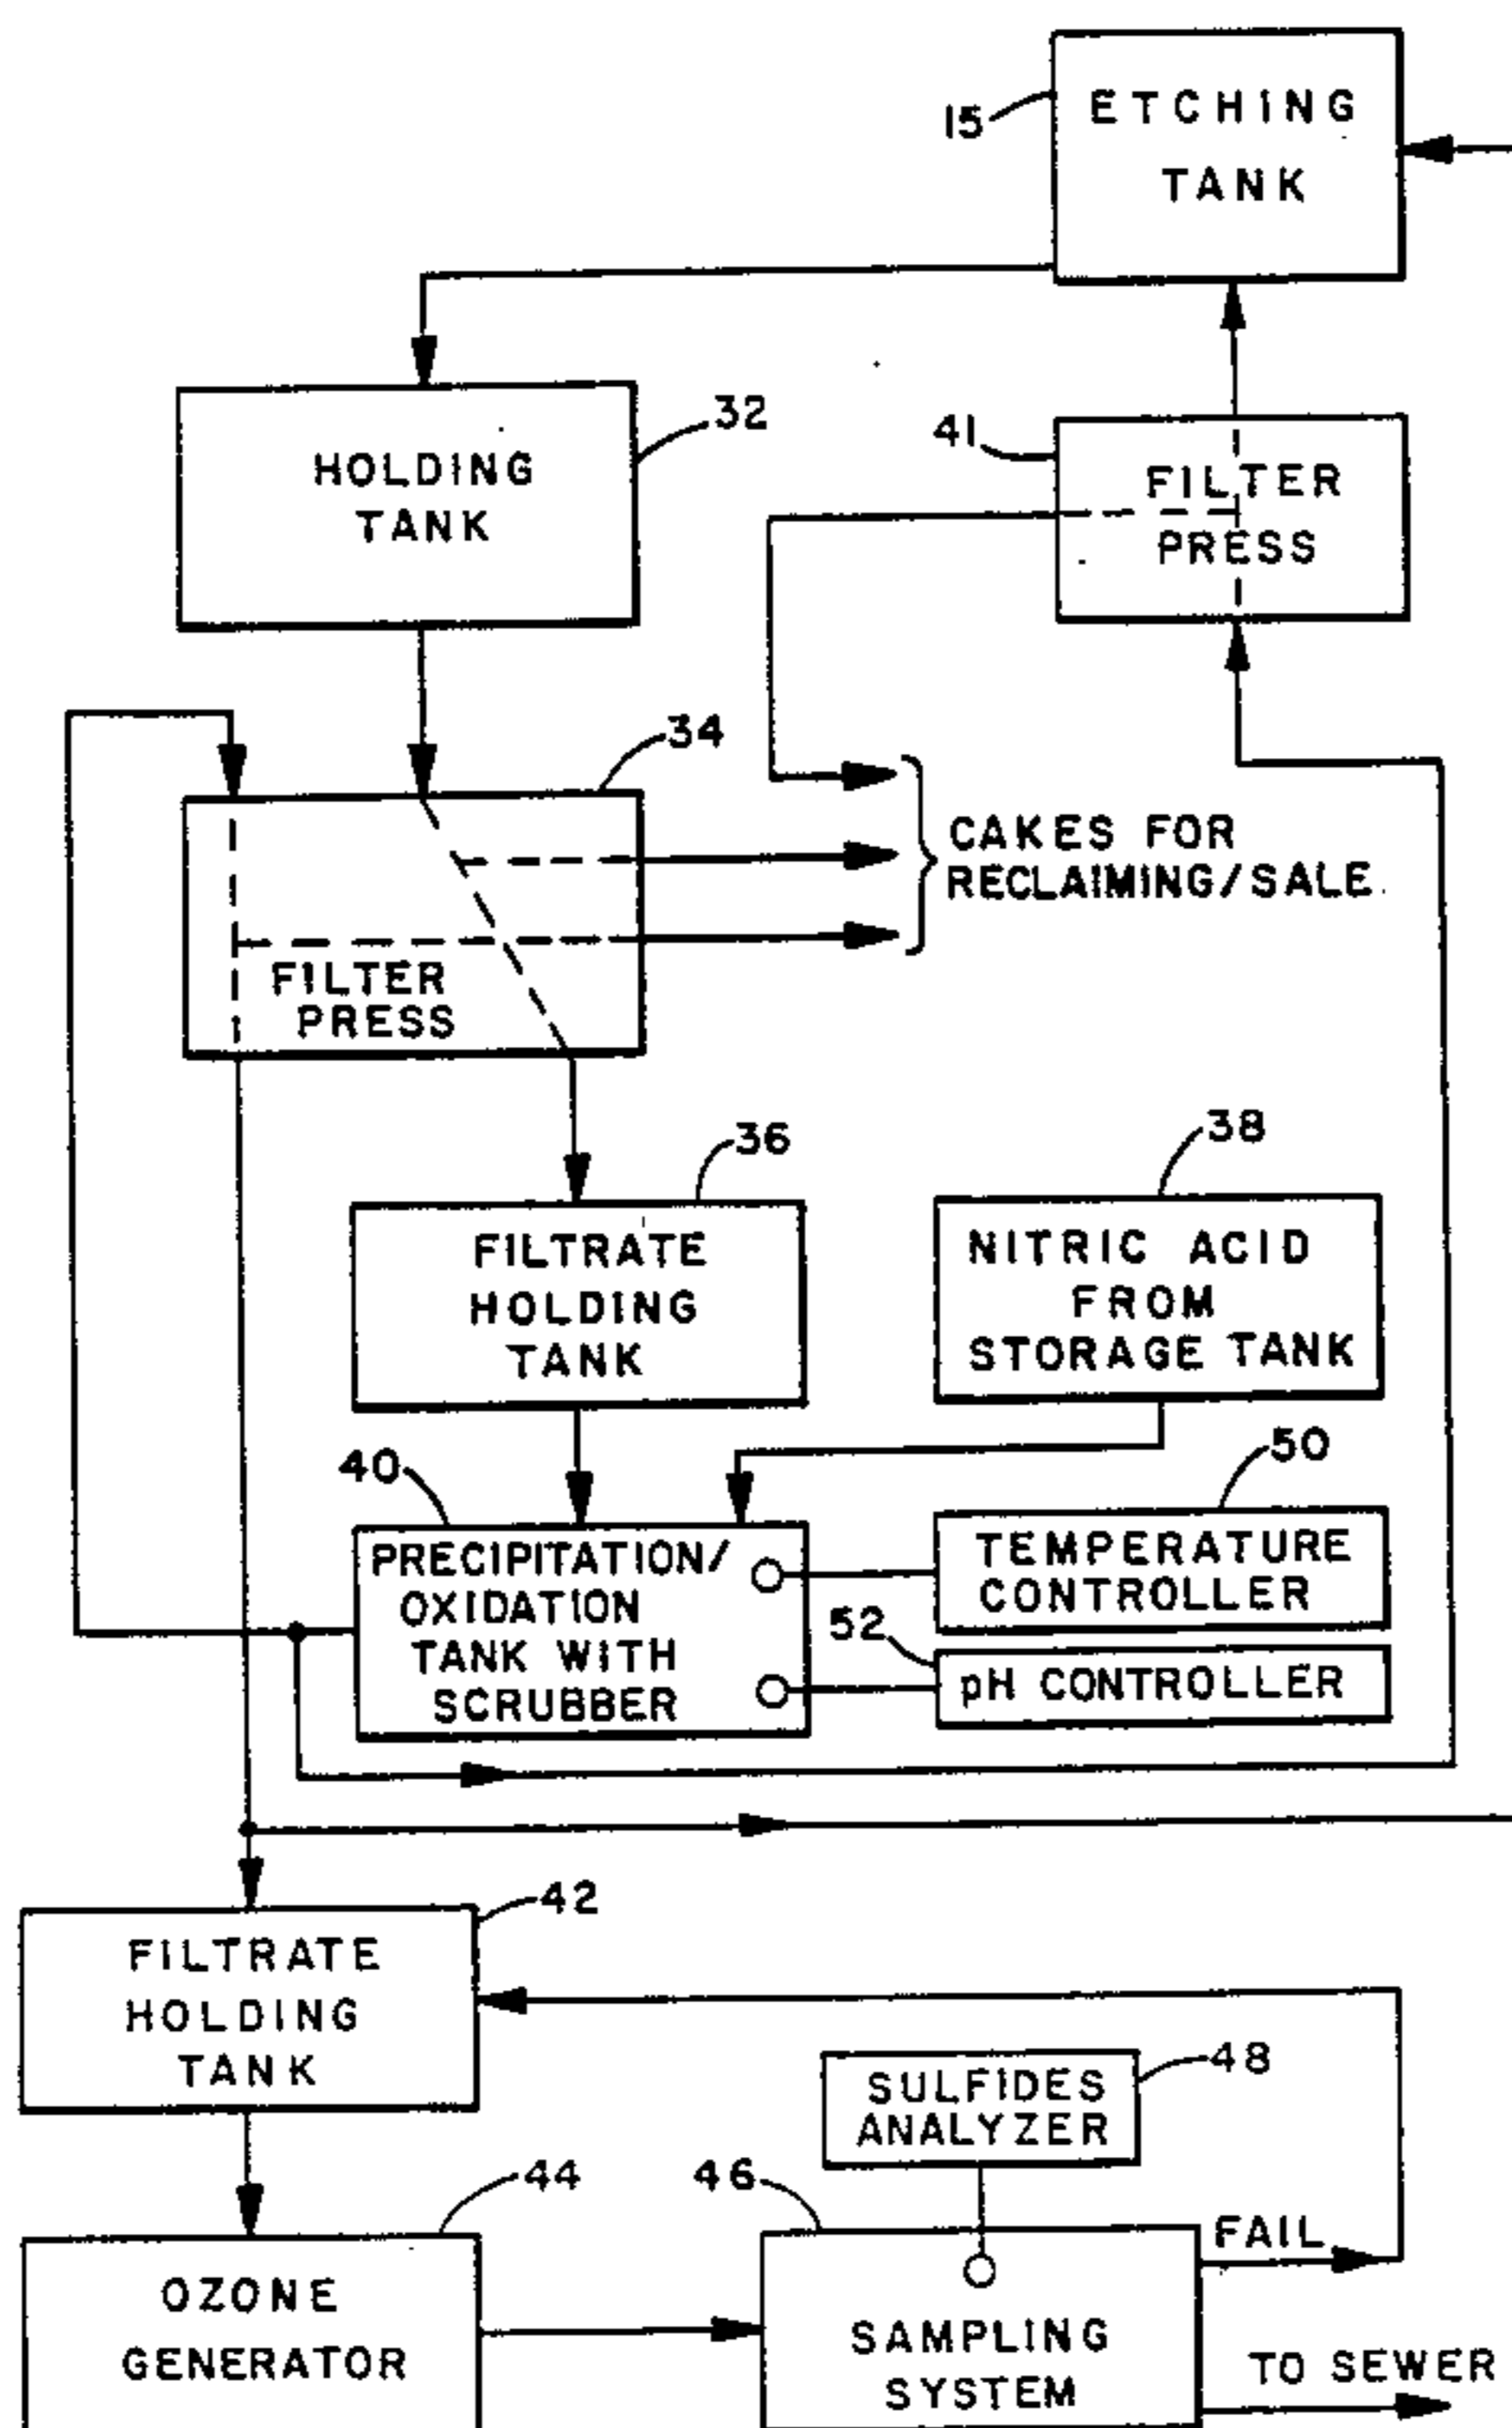 15
ETCHING
TANK
32
HOLDING
TANK
41
FILTER
PRESS
34
CAKES FOR
RECLAIMING/SALE
FILTER
PRESS
36
FILTRATE
HOLDING
TANK
38
NITRIC ACID
FROM
STORAGE TANK
40
PRECIPITATION/
OXIDATION
TANK WITH
SCRUBBER
50
TEMPERATURE
CONTROLLER
52
pH CONTROLLER
42
FILTRATE
HOLDING
TANK
48
SULFIDES
ANALYZER
44
OZONE
GENERATOR
46
SAMPLING
SYSTEM
FAIL
TO SEWER